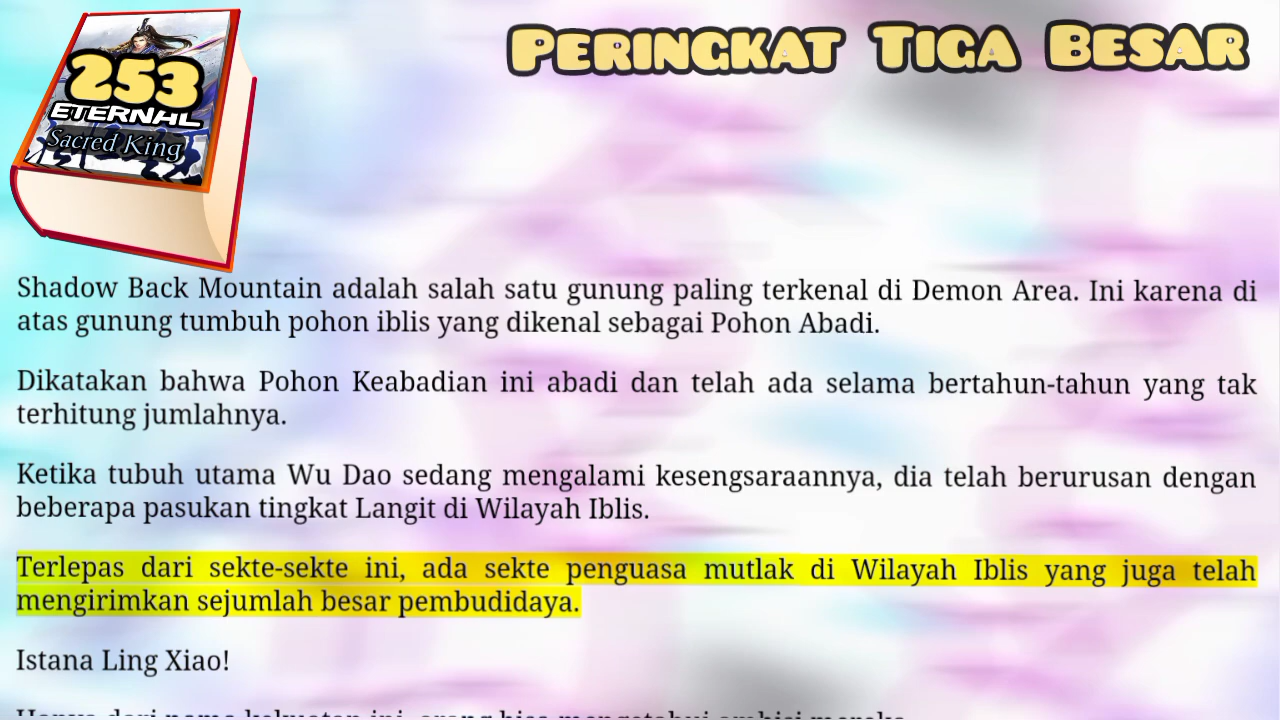 PERINGKAT TIGA BESAR
253
ETERNAL
Sacred King
Shadow Back Mountain adalah salah satu gunung paling terkenal di Demon Area. Ini karena di
atas gunung tumbuh pohon iblis yang dikenal sebagai Pohon Abadi.
Dikatakan bahwa Pohon Keabadian ini abadi dan telah ada selama bertahun-tahun yang tak
terhitung jumlahnya.
Ketika tubuh utama Wu Dao sedang mengalami kesengsaraannya, dia telah berurusan dengan
beberapa pasukan tingkat Langit di Wilayah Iblis.
Terlepas dari sekte-sekte ini, ada sekte penguasa mutlak di Wilayah Iblis yang juga telah
mengirimkan sejumlah besar pembudidaya.
Istana Ling Xiao!